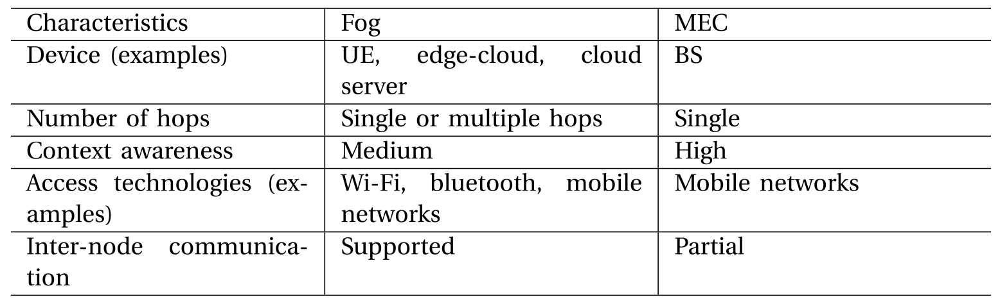 Characteristics Fog MEC
Device (examples) UE, edge-cloud, cloud BS
server
Number of hops Single or multiple hops Single
Context awareness Medium High
Access technologies (ex- Wi-Fi, bluetooth, mobile Mobile networks
amples) networks
Inter-node communica- Supported Partial
tion